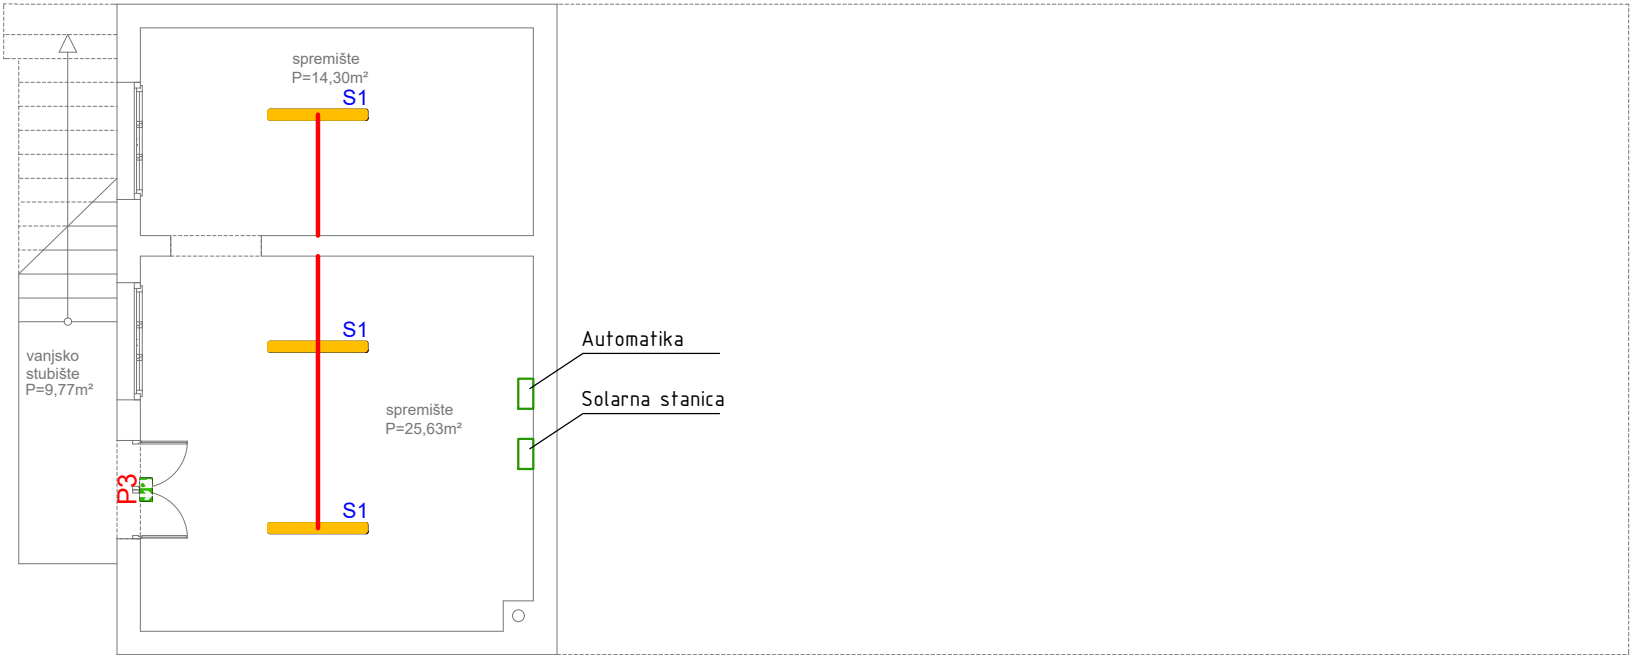 spremište
P=14,30m²
S1
S1
Automatika
vanjsko
stubište
P=9,77m²
Solarna stanica
spremište
P=25,63m²
P3
S1